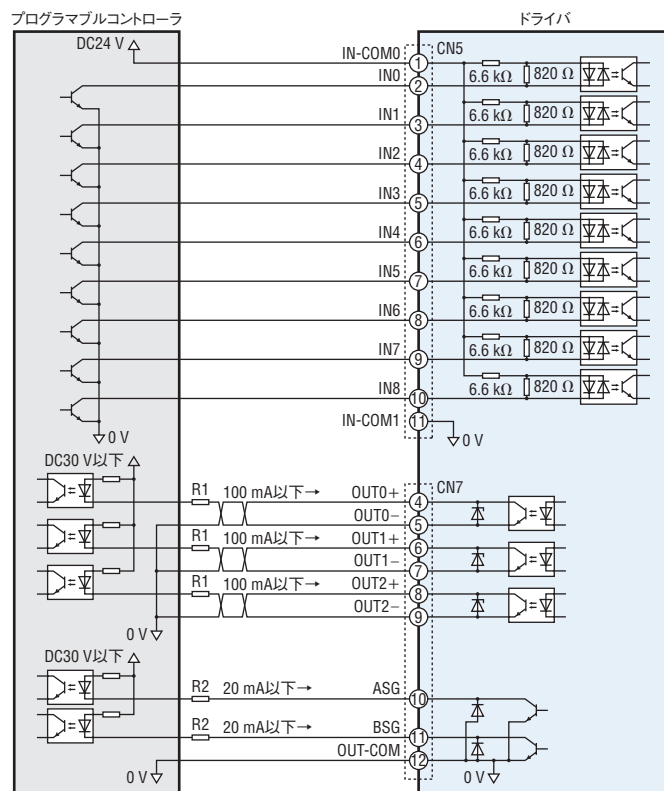 プログラマブルコントローラ
ドライバ
DC24 V
IN-COM0
1
CN5
6.6 kΩ
820 Ω
IN0
2
6.6 kΩ
820 Ω
IN1
3
6.6 kΩ
820 Ω
IN2
4
6.6 kΩ
820 Ω
IN3
5
6.6 kΩ
820 Ω
IN4
6
6.6 kΩ
820 Ω
IN5
7
6.6 kΩ
820 Ω
IN6
8
6.6 kΩ
820 Ω
IN7
9
6.6 kΩ
820 Ω
IN8
10
0 V
IN-COM1
11
0 V
DC30 V以下
CN7
R1
100 mA以下→
OUT0+
4
OUT0−
5
R1
100 mA以下→
OUT1+
6
OUT1−
7
R1
100 mA以下→
OUT2+
8
OUT2−
9
0 V
DC30 V以下
R2
20 mA以下→
ASG
10
R2
20 mA以下→
BSG
11
OUT-COM
12
0 V
0 V